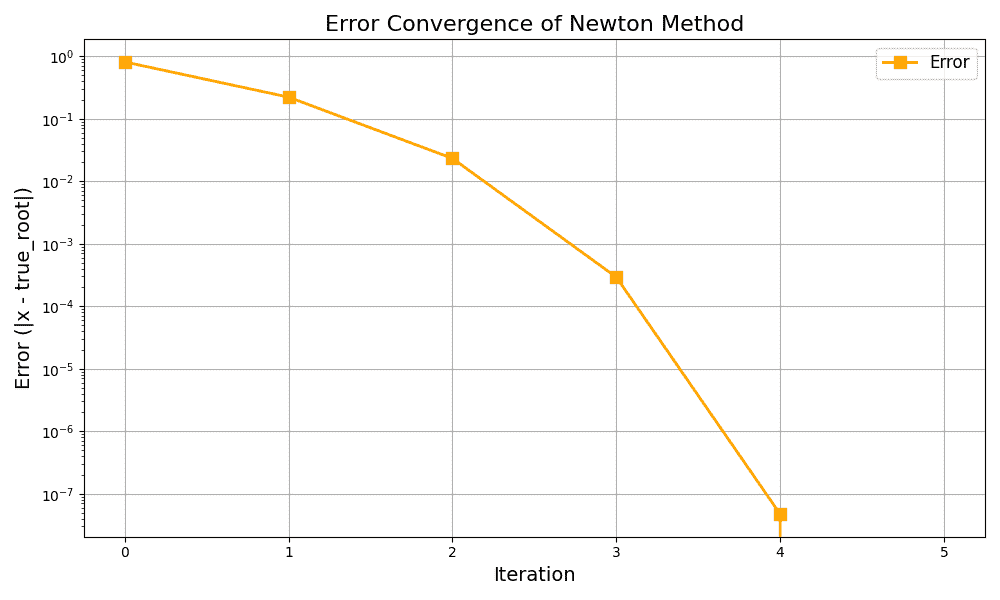 Error Convergence of Newton Method
Error
Error (|x - true_root|)
10⁰
10⁻¹
10⁻²
10⁻³
10⁻⁴
10⁻⁵
10⁻⁶
10⁻⁷
0 1 2 3 4 5
Iteration